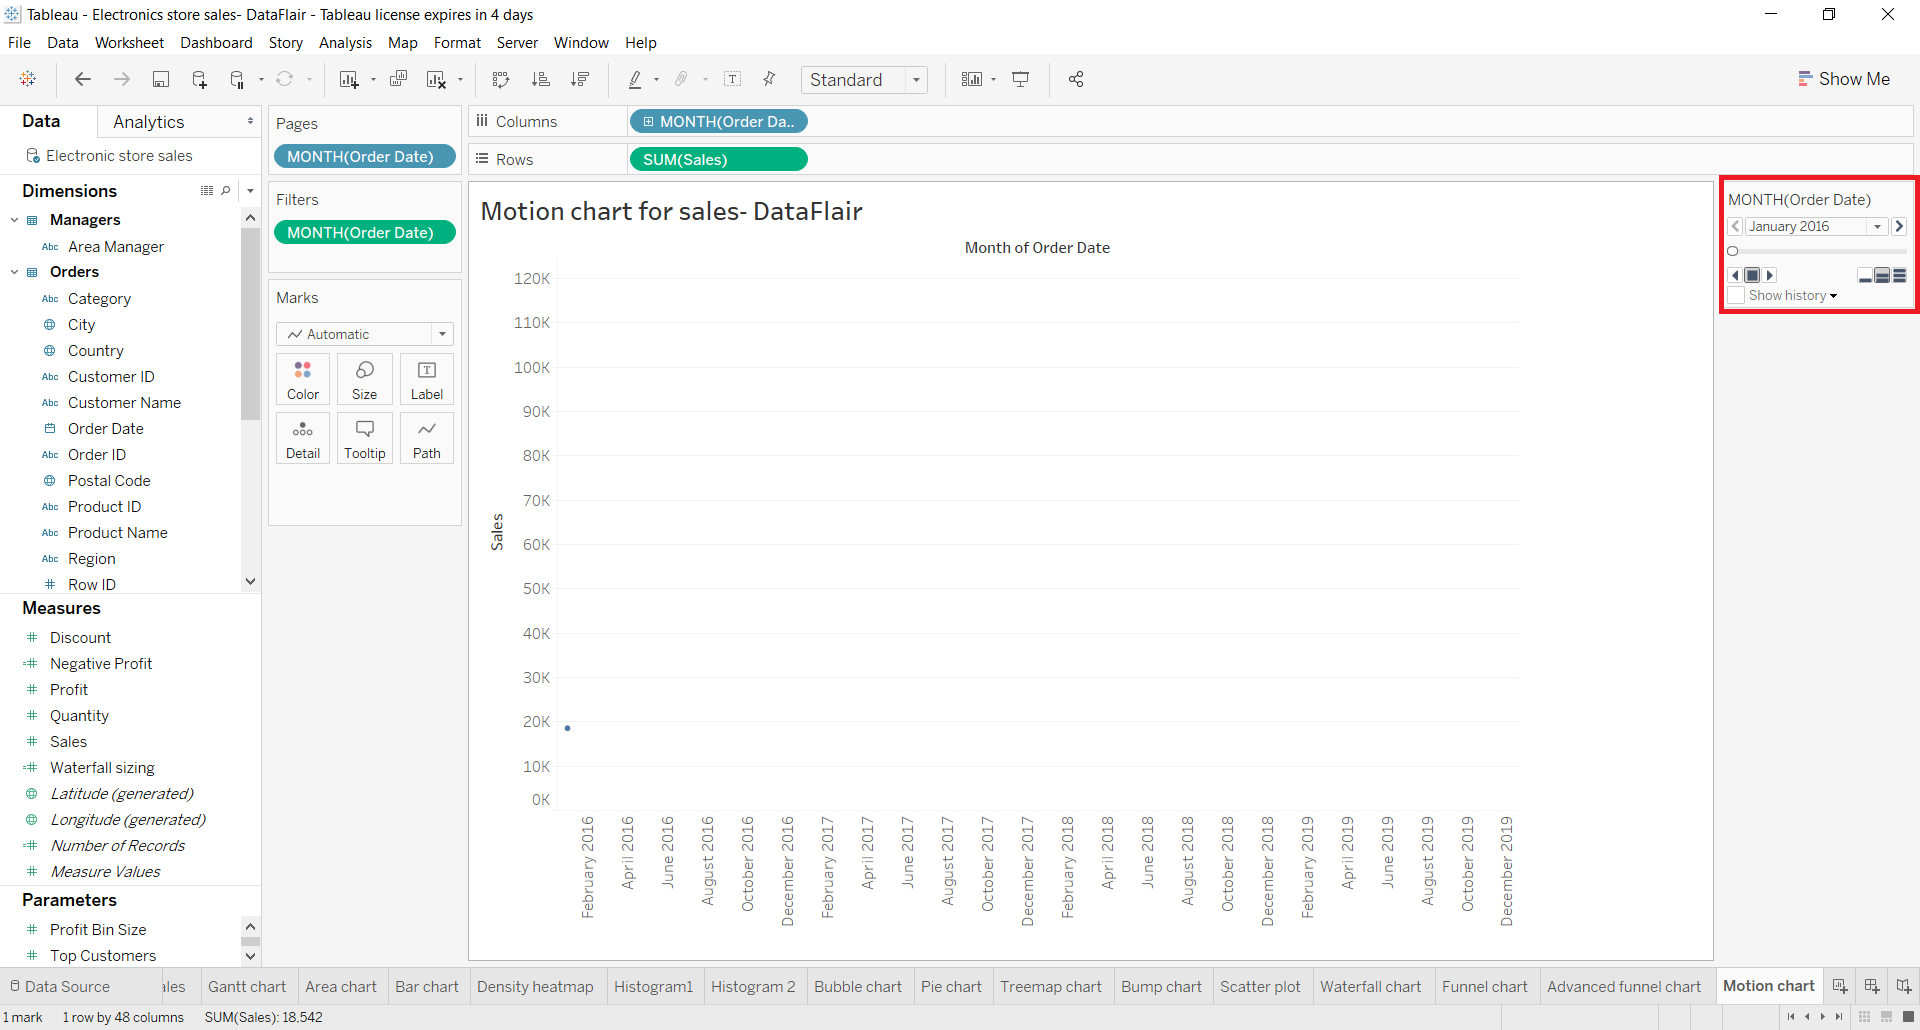 Tableau - Electronics store sales- DataFlair - Tableau license expires in 4 days
File Data Worksheet Dashboard Story Analysis Map Format Server Window Help
Standard
Show Me
Data Analytics
Electronic store sales
Dimensions
Managers
Abc Area Manager
Orders
Abc Category
City
Country
Abc Customer ID
Abc Customer Name
Order Date
Abc Order ID
Postal Code
Abc Product ID
Abc Product Name
Abc Region
# Row ID
Measures
# Discount
=# Negative Profit
# Profit
# Quantity
# Sales
=# Waterfall sizing
Latitude (generated)
Longitude (generated)
=# Number of Records
# Measure Values
Parameters
# Profit Bin Size
# Top Customers
Pages
MONTH(Order Date)
Filters
MONTH(Order Date)
Marks
Automatic
Color Size Label
Detail Tooltip Path
Columns MONTH(Order Da..
Rows SUM(Sales)
Motion chart for sales- DataFlair
Month of Order Date
120K
110K
100K
90K
80K
70K
60K
50K
40K
30K
20K
10K
0K
Sales
February 2016
April 2016
June 2016
August 2016
October 2016
December 2016
February 2017
April 2017
June 2017
August 2017
October 2017
December 2017
February 2018
April 2018
June 2018
August 2018
October 2018
December 2018
February 2019
April 2019
June 2019
August 2019
October 2019
December 2019
MONTH(Order Date)
January 2016
Show history
Data Source ales Gantt chart Area chart Bar chart Density heatmap Histogram1 Histogram 2 Bubble chart Pie chart Treemap chart Bump chart Scatter plot Waterfall chart Funnel chart Advanced funnel chart Motion chart
1 mark 1 row by 48 columns SUM(Sales): 18,542